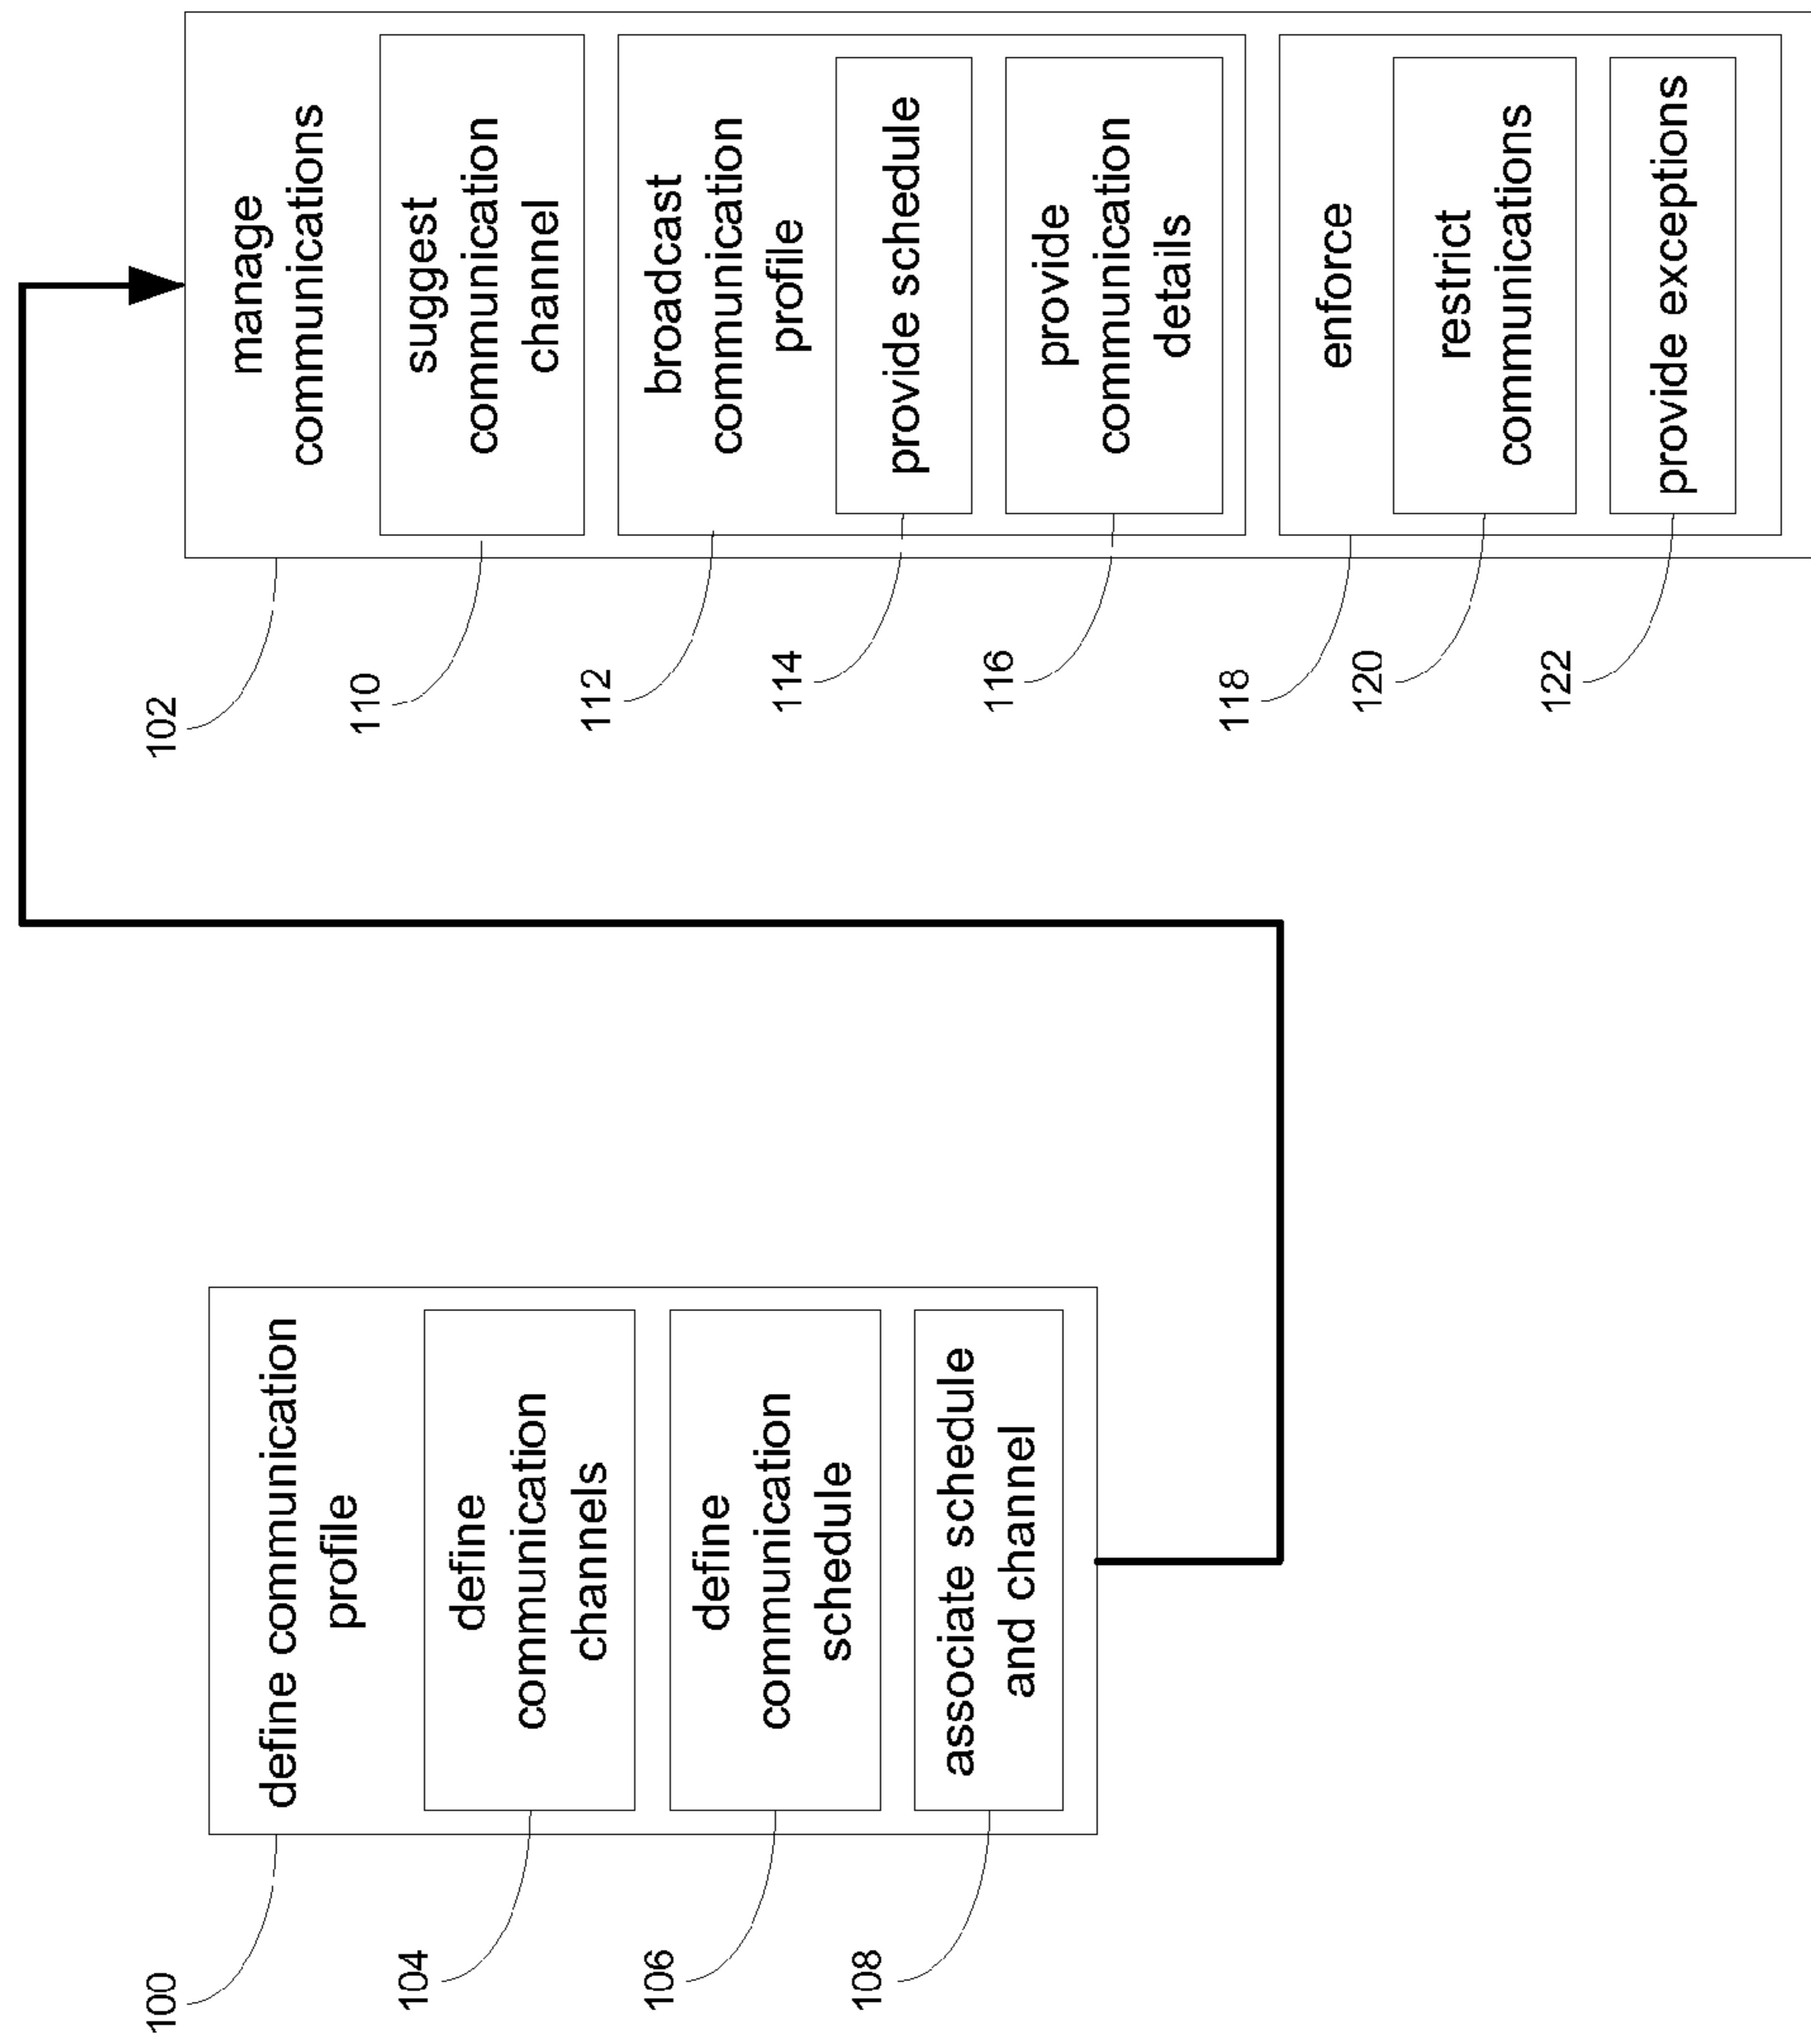 100
define communication
profile
104
define
communication
channels
106
define
communication
schedule
108
associate schedule
and channel
102
manage
communications
110
suggest
communication
channel
112
broadcast
communication
profile
114
provide schedule
116
provide
communication
details
118
enforce
120
restrict
communications
122
provide exceptions